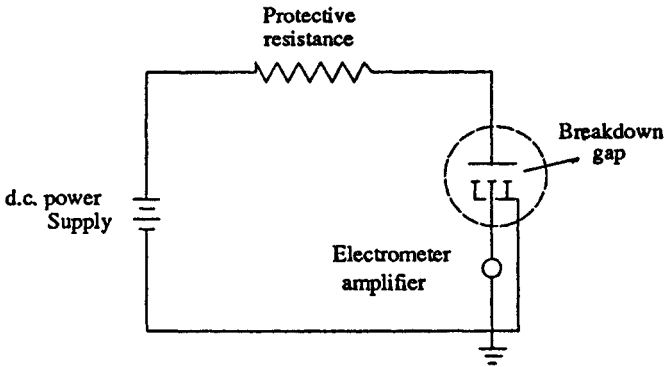 Protective
resistance
Breakdown
gap
d.c. power
Supply
Electrometer
amplifier